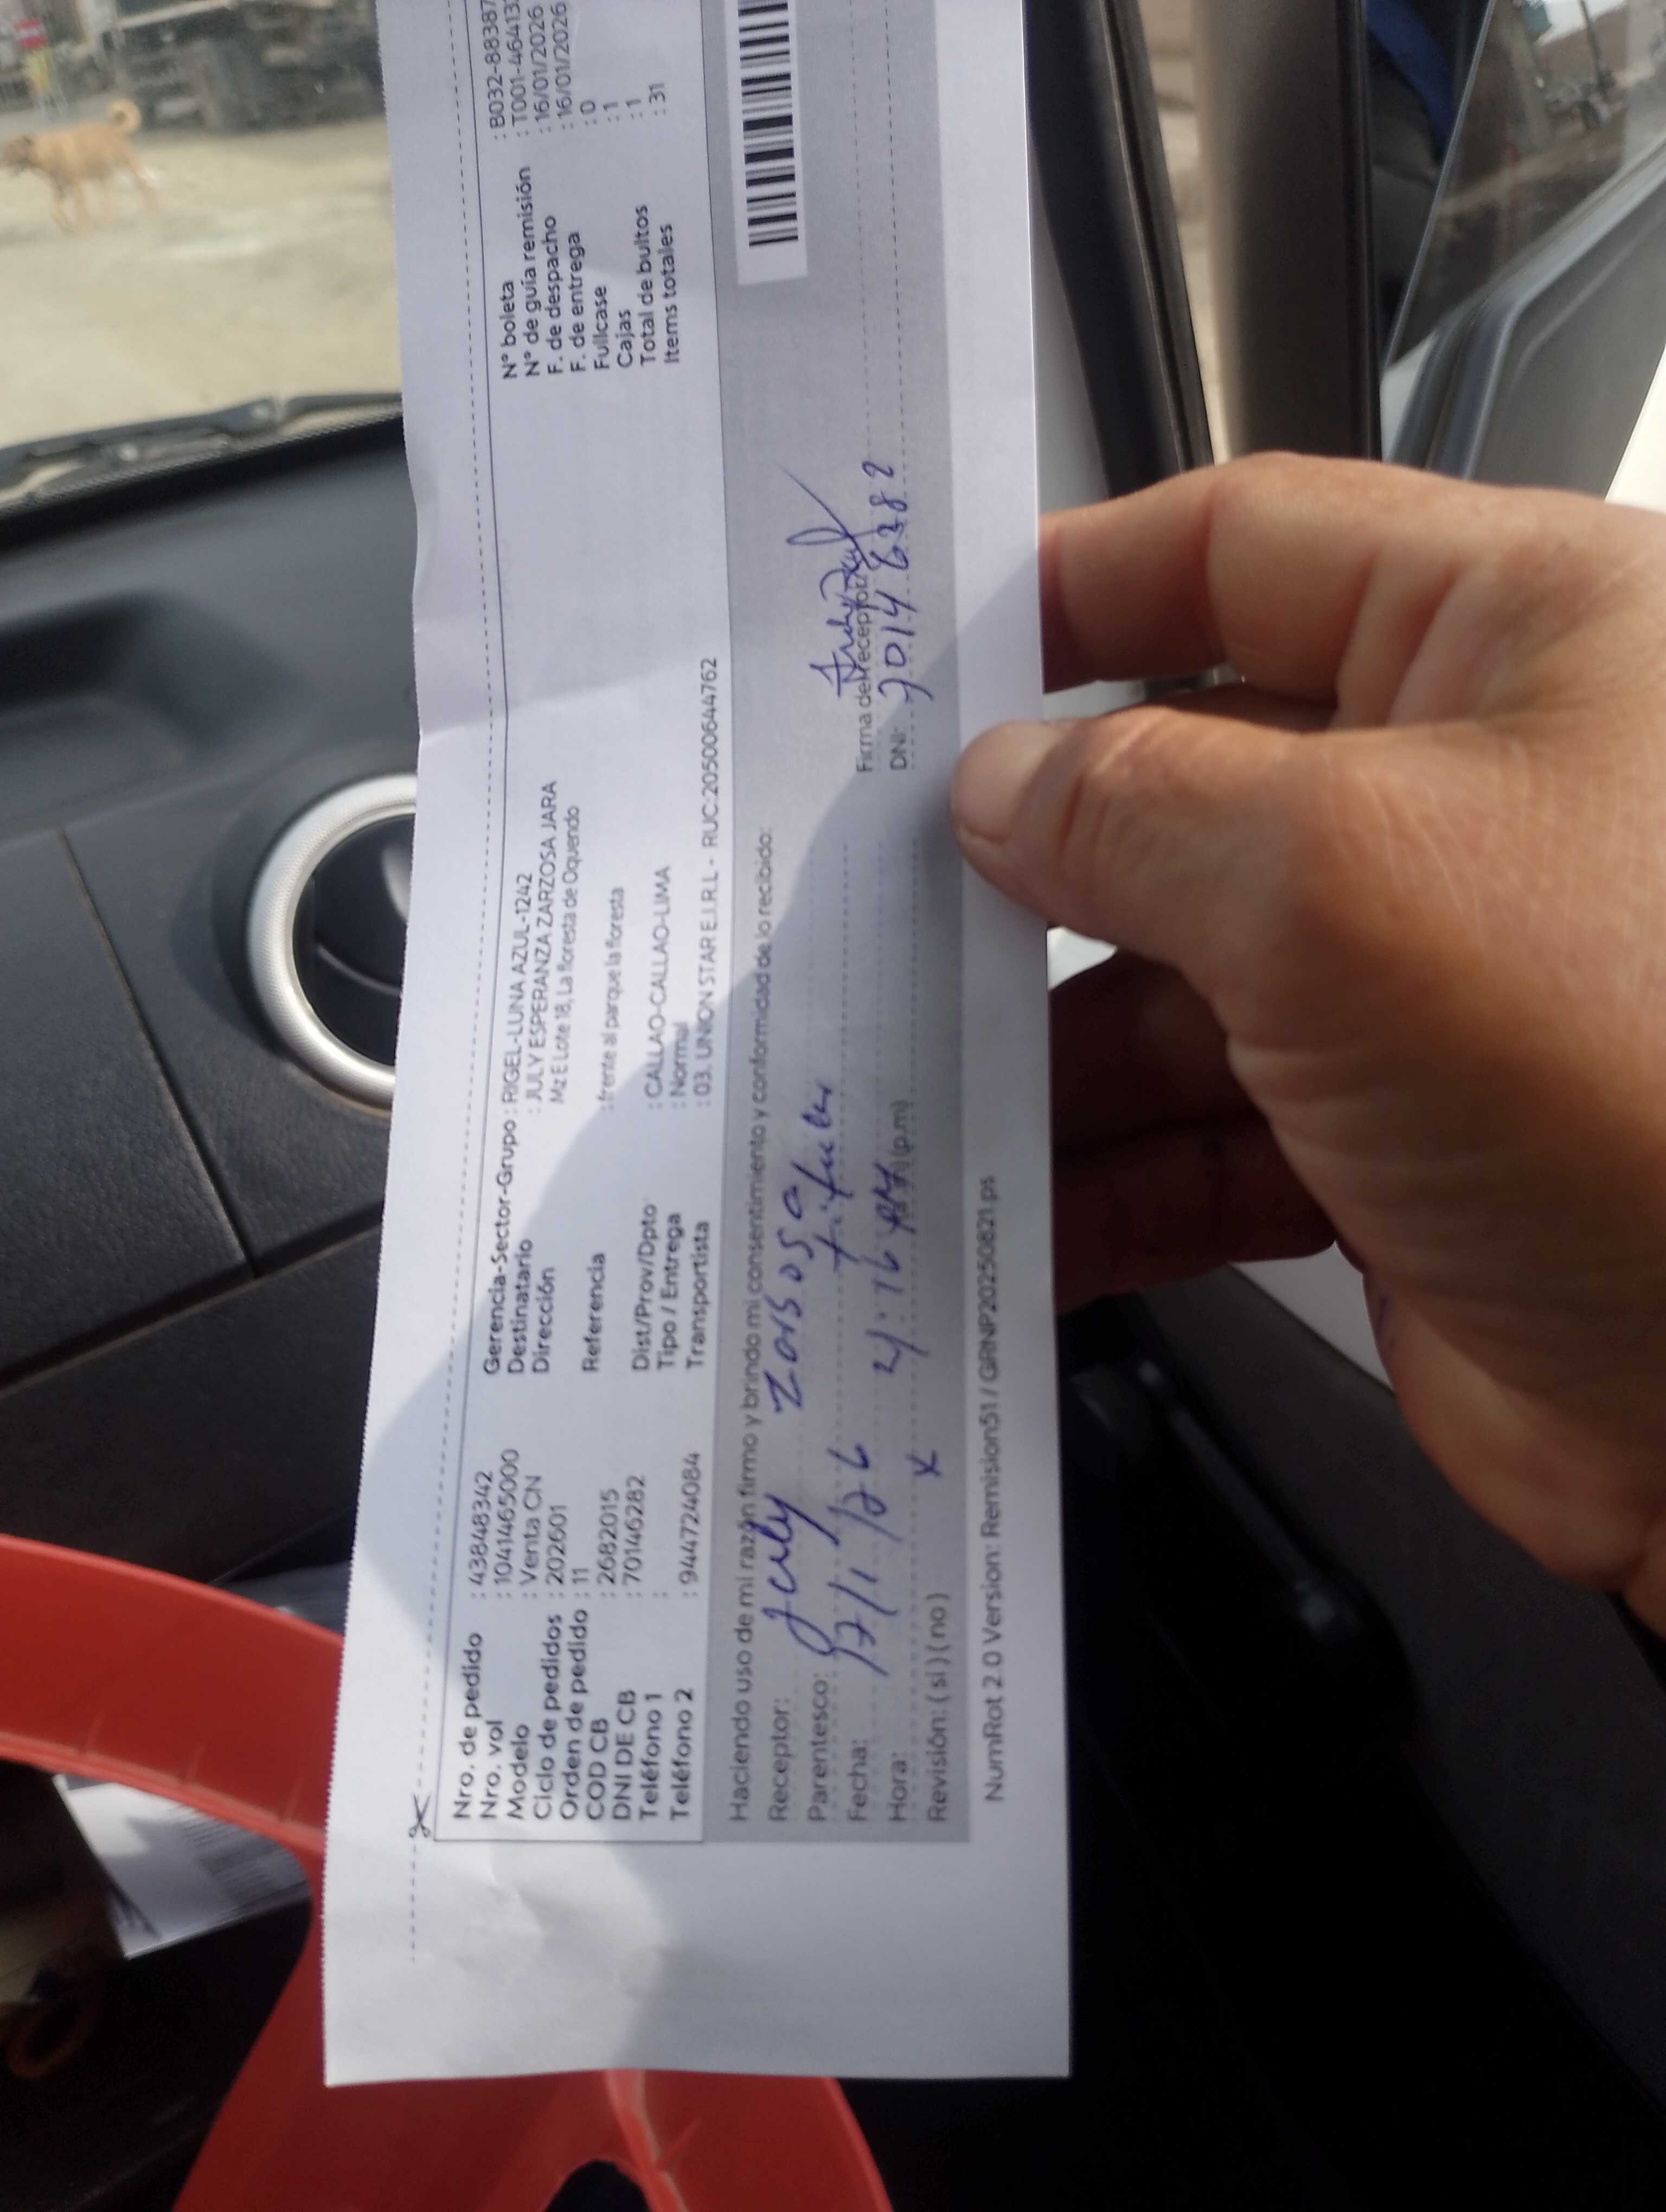 Nro. de pedido : 43848342
Nro. vol : 1041465000
Modelo : Venta CN
Ciclo de pedidos : 202601
Orden de pedido : 11
COD CB : 2682015
DNI DE CB : 70146282
Teléfono 1 :
Teléfono 2 : 944724084
Gerencia-Sector-Grupo : RIGEL-LUNA AZUL-1242
Destinatario : JULY ESPERANZA ZARZOSA JARA
Dirección Mz E Lote 18, La floresta de Oquendo
Referencia : frente al parque la floresta
Dist/Prov/Dpto : CALLAO-CALLAO-LIMA
Tipo / Entrega : Normal
Transportista : 03. UNION STAR E.I.R.L - RUC:20500644762
N° boleta : B032-88387
N° de guía remisión : T001-46413
F. de despacho : 16/01/2026
F. de entrega : 16/01/2026
Fullcase : 0
Cajas : 1
Total de bultos : 1
Items totales : 31
Haciendo uso de mi razón firmo y brindo mi consentimiento y conformidad de lo recibido:
Receptor: July Zarzosa
Parentesco: titular
Fecha: 17/1/26
Hora: 4:16 pm (p.m)
Revisión: ( si ) ( no ) x
Firma del receptor:
DNI: 70146282
NumRot 2.0 Version: Remision51 / GRNP20250821.ps